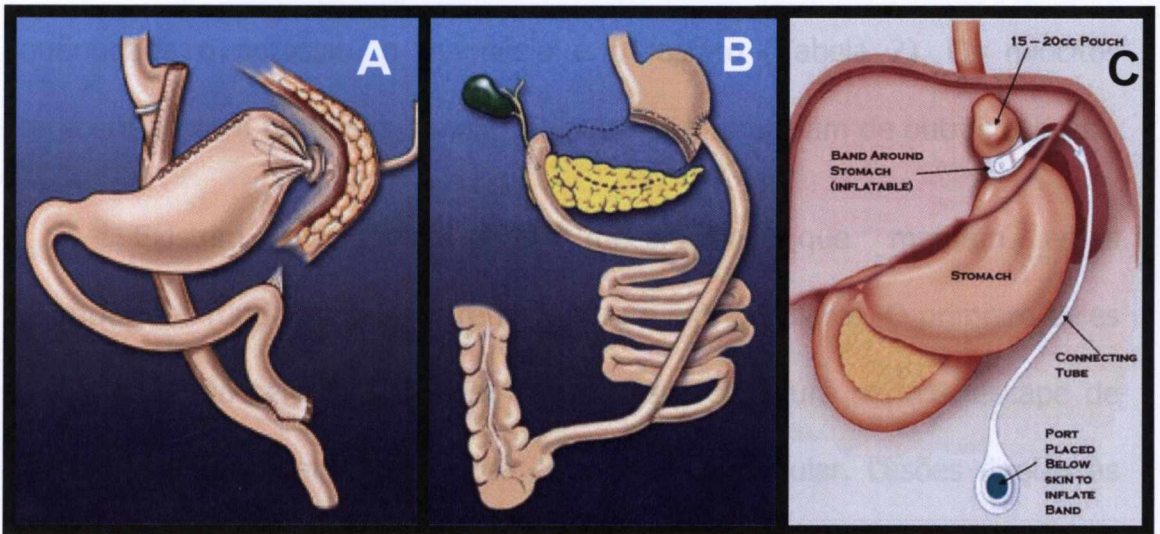 A
B
C
15 – 20cc Pouch
Band Around
Stomach
(inflatable)
Stomach
Connecting
Tube
Port
Placed
Below
skin to
inflate
Band